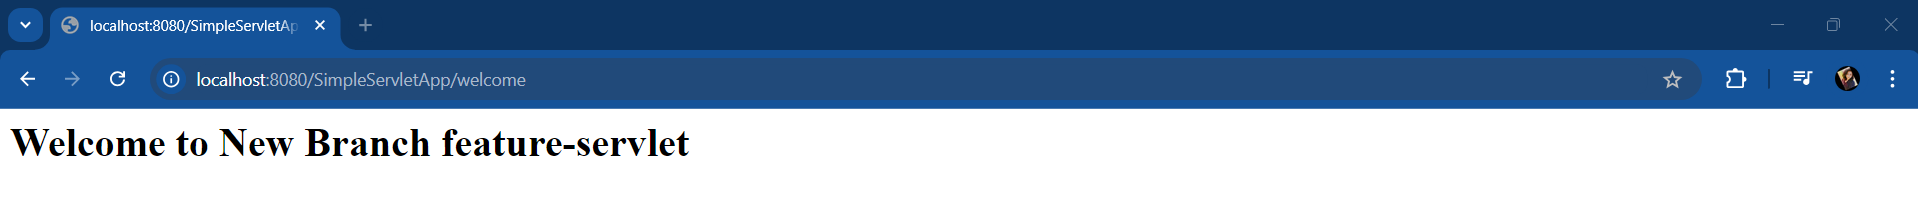 localhost:8080/SimpleServletAp
localhost:8080/SimpleServletApp/welcome
Welcome to New Branch feature-servlet